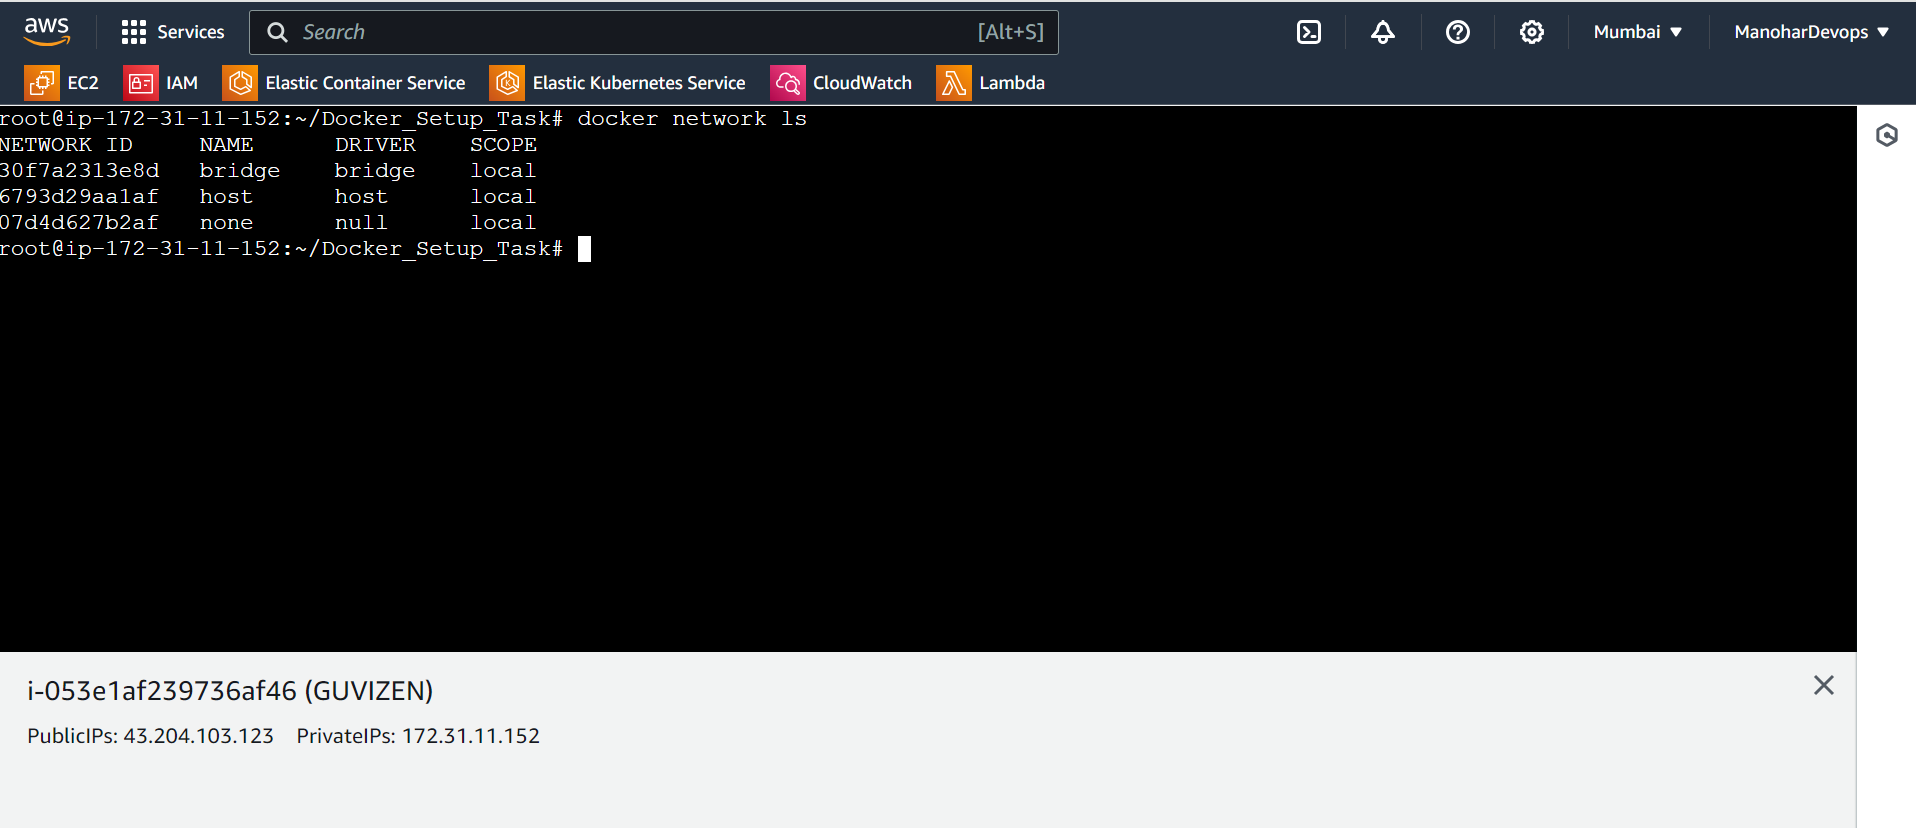 aws Services Search [Alt+S] Mumbai ManoharDevops
EC2 IAM Elastic Container Service Elastic Kubernetes Service CloudWatch Lambda
root@ip-172-31-11-152:~/Docker_Setup_Task# docker network ls
NETWORK ID     NAME      DRIVER    SCOPE
30f7a2313e8d   bridge    bridge    local
6793d29aa1af   host      host      local
07d4d627b2af   none      null      local
root@ip-172-31-11-152:~/Docker_Setup_Task#
i-053e1af239736af46 (GUVIZEN)
PublicIPs: 43.204.103.123 PrivateIPs: 172.31.11.152